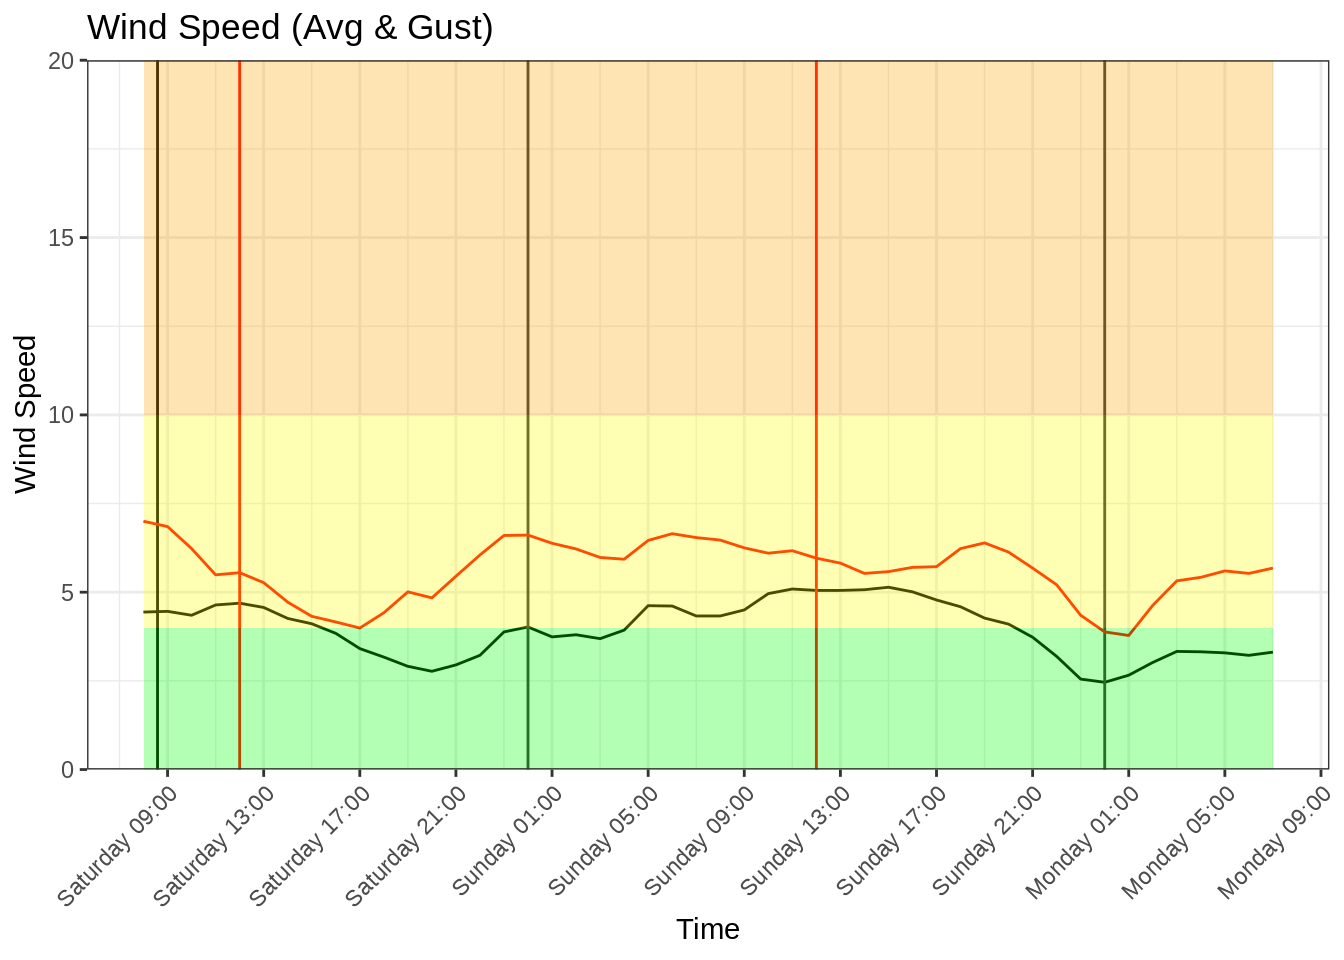 Wind Speed (Avg & Gust)
20
15
10
5
0
Wind Speed
Saturday 09:00
Saturday 13:00
Saturday 17:00
Saturday 21:00
Sunday 01:00
Sunday 05:00
Sunday 09:00
Sunday 13:00
Sunday 17:00
Sunday 21:00
Monday 01:00
Monday 05:00
Monday 09:00
Time